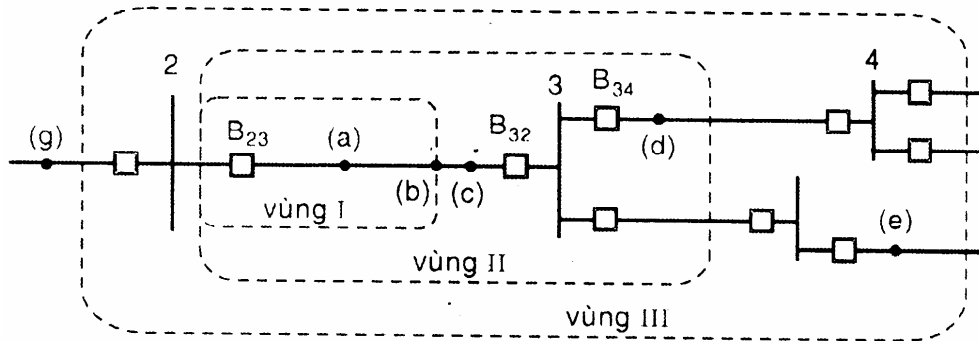 2
4
3
B34
B23
(a)
B32
(g)
(d)
(b)
(c)
(e)
vùng I
vùng II
vùng III